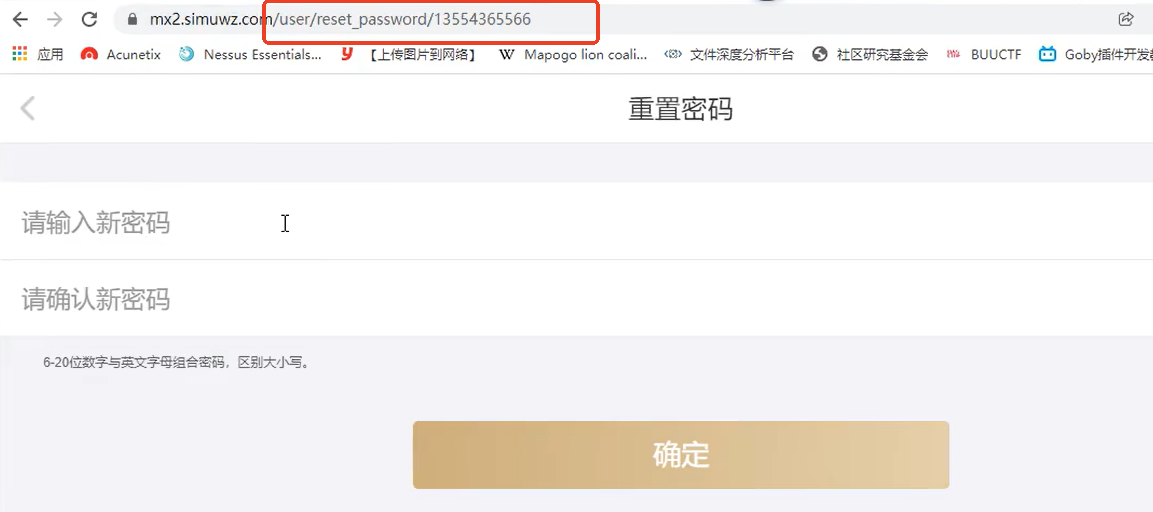 mx2.simuwz.com/user/reset_password/13554365566
应用 Acunetix Nessus Essentials... 【上传图片到网络】 Mapogo lion coali... 文件深度分析平台 社区研究基金会 BUUCTF Goby插件开发
重置密码
请输入新密码
请确认新密码
6-20位数字与英文字母组合密码，区别大小写。
确定